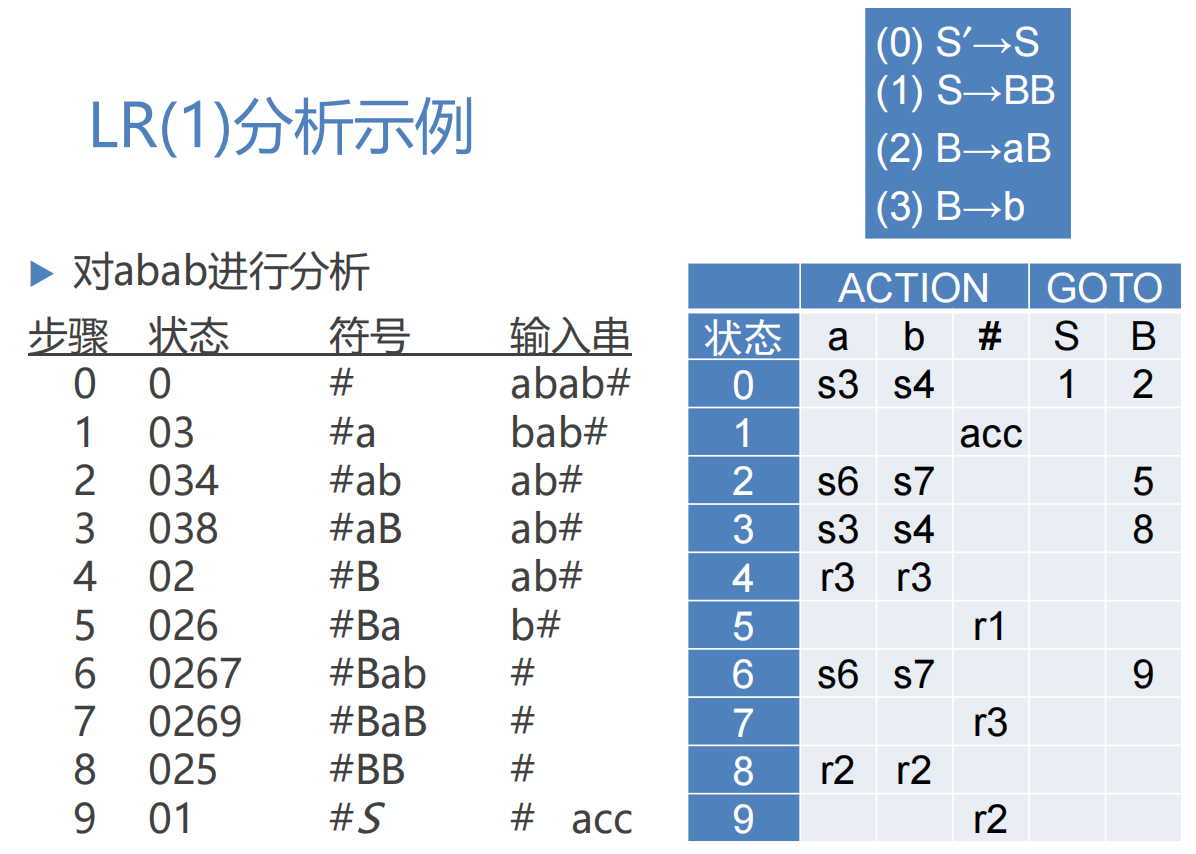 (0) S′→S
(1) S→BB
LR(1)分析示例
(2) B→aB
(3) B→b
对abab进行分析
步骤 状态 符号 输入串
0 0 # abab#
1 03 #a bab#
2 034 #ab ab#
3 038 #aB ab#
4 02 #B ab#
5 026 #Ba b#
6 0267 #Bab #
7 0269 #BaB #
8 025 #BB #
9 01 #S # acc
ACTION GOTO
状态 a b # S B
0 s3 s4 1 2
1 acc
2 s6 s7 5
3 s3 s4 8
4 r3 r3
5 r1
6 s6 s7 9
7 r3
8 r2 r2
9 r2